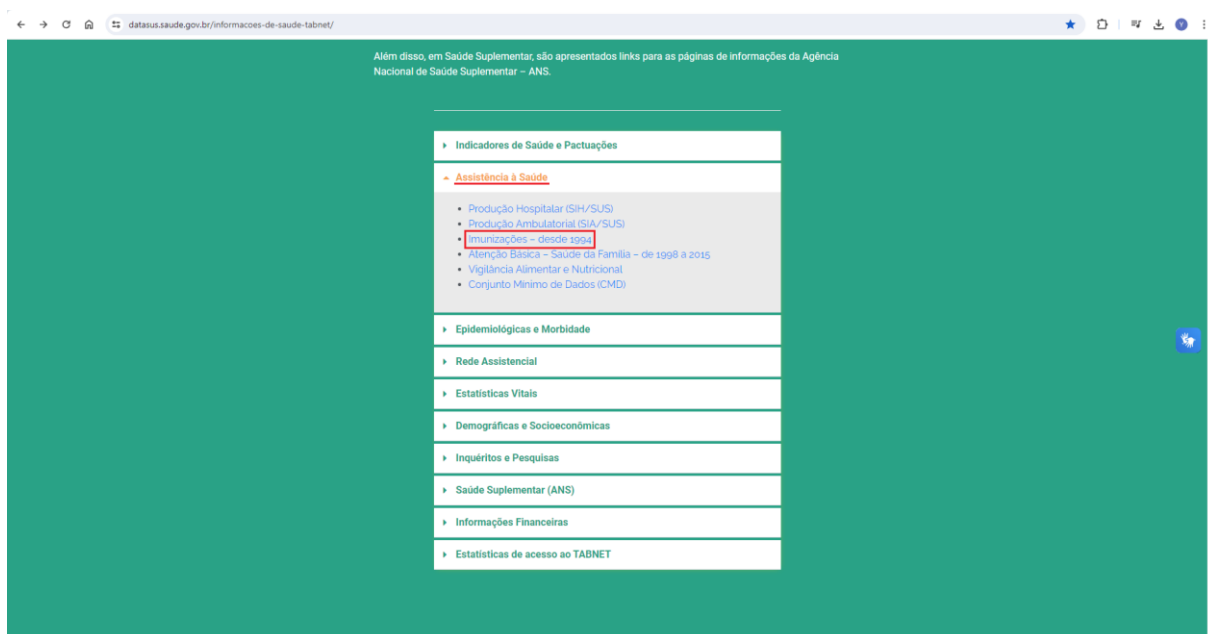 datasus.saude.gov.br/informacoes-de-saude-tabnet/
Além disso, em Saúde Suplementar, são apresentados links para as páginas de informações da Agência
Nacional de Saúde Suplementar – ANS.
Indicadores de Saúde e Pactuações
Assistência à Saúde
Produção Hospitalar (SIH/SUS)
Produção Ambulatorial (SIA/SUS)
Imunizações – desde 1994
Atenção Básica – Saúde da Família – de 1998 a 2015
Vigilância Alimentar e Nutricional
Conjunto Mínimo de Dados (CMD)
Epidemiológicas e Morbidade
Rede Assistencial
Estatísticas Vitais
Demográficas e Socioeconômicas
Inquéritos e Pesquisas
Saúde Suplementar (ANS)
Informações Financeiras
Estatísticas de acesso ao TABNET